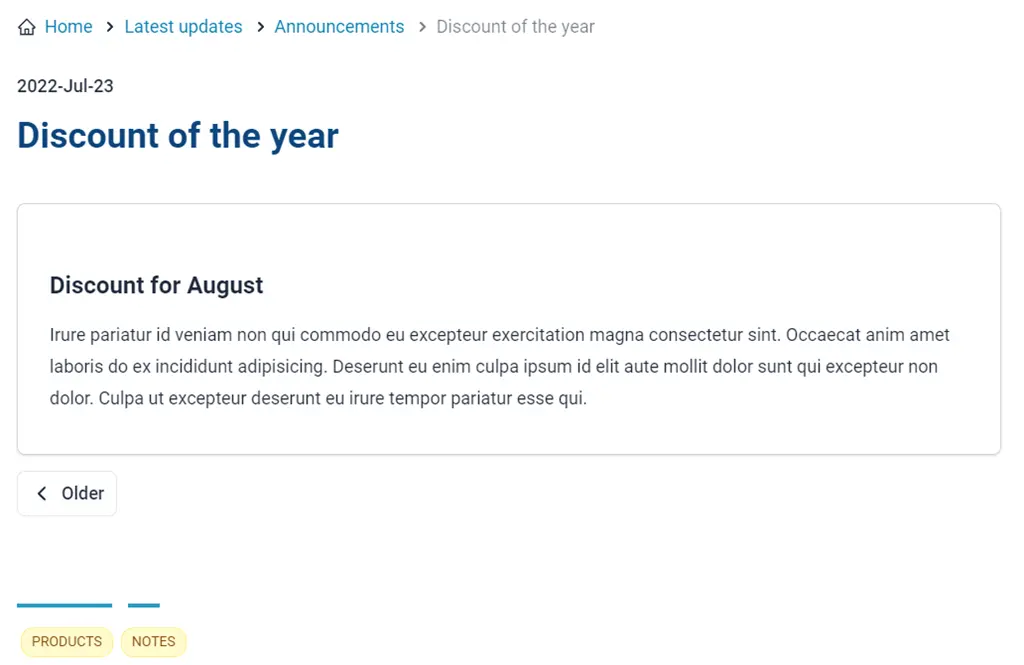 Home > Latest updates > Announcements > Discount of the year
2022-Jul-23
Discount of the year
Discount for August
Irure pariatur id veniam non qui commodo eu excepteur exercitation magna consectetur sint. Occaecat anim amet
laboris do ex incididunt adipisicing. Deserunt eu enim culpa ipsum id elit aute mollit dolor sunt qui excepteur non
dolor. Culpa ut excepteur deserunt eu irure tempor pariatur esse qui.
Older
PRODUCTS NOTES